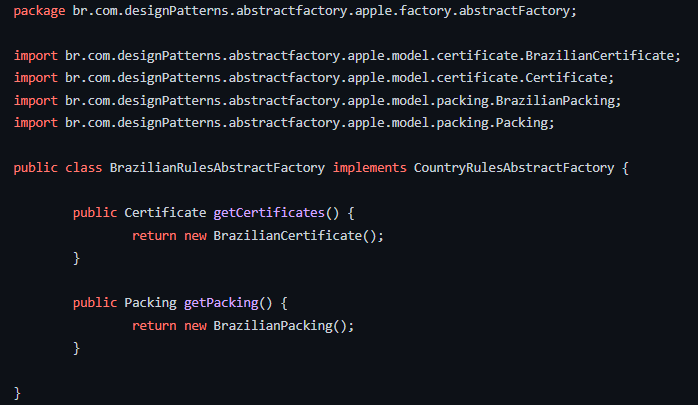 package br.com.designPatterns.abstractfactory.apple.factory.abstractFactory;
import br.com.designPatterns.abstractfactory.apple.model.certificate.BrazilianCertificate;
import br.com.designPatterns.abstractfactory.apple.model.certificate.Certificate;
import br.com.designPatterns.abstractfactory.apple.model.packing.BrazilianPacking;
import br.com.designPatterns.abstractfactory.apple.model.packing.Packing;
public class BrazilianRulesAbstractFactory implements CountryRulesAbstractFactory {
public Certificate getCertificates() {
return new BrazilianCertificate();
}
public Packing getPacking() {
return new BrazilianPacking();
}
}